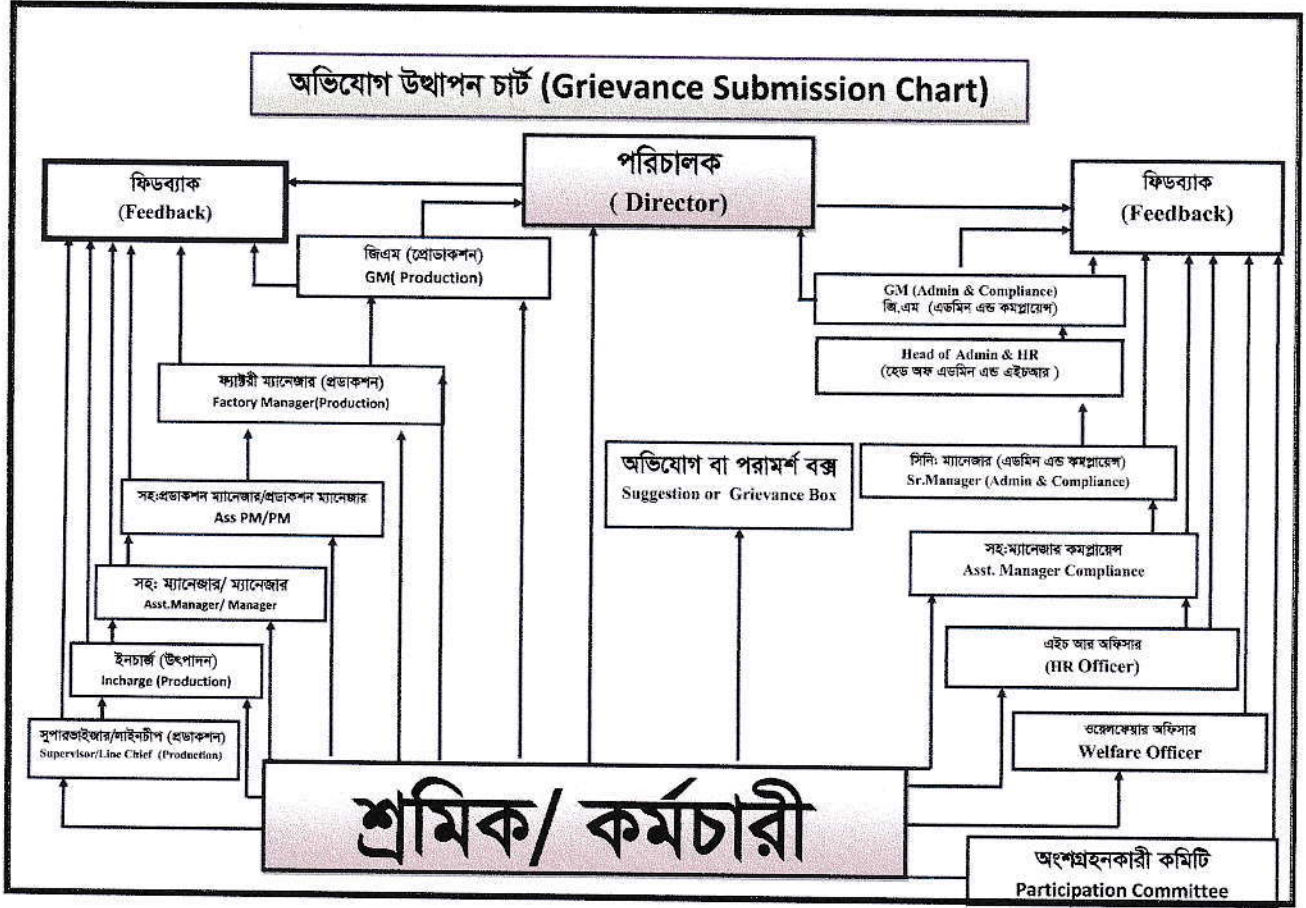 অভিযোগ উত্থাপন চার্ট (Grievance Submission Chart)
পরিচালক
( Director)
ফিডব্যাক
(Feedback)
ফিডব্যাক
(Feedback)
জিএম (প্রোডাকশন)
GM( Production)
GM (Admin & Compliance)
জি.এম (এডমিন এন্ড কমপ্লায়েন্স)
Head of Admin & HR
(হেড অফ এডমিন এন্ড এইচআর )
ফ্যাক্টরী ম্যানেজার (প্রডাকশন)
Factory Manager(Production)
অভিযোগ বা পরামর্শ বক্স
Suggestion or Grievance Box
সিনিঃ ম্যানেজার (এডমিন এন্ড কমপ্লায়েন্স)
Sr.Manager (Admin & Compliance)
সহ:প্রডাকশন ম্যানেজার/প্রডাকশন ম্যানেজার
Ass PM/PM
সহ:ম্যানেজার কমপ্লায়েন্স
Asst. Manager Compliance
সহ: ম্যানেজার/ ম্যানেজার
Asst.Manager/ Manager
ইনচার্জ (উৎপাদন)
Incharge (Production)
এইচ আর অফিসার
(HR Officer)
সুপারভাইজার/লাইনচীপ (প্রডাকশন)
Supervisor/Line Chief (Production)
ওয়েলফেয়ার অফিসার
Welfare Officer
শ্রমিক/ কর্মচারী
অংশগ্রহনকারী কমিটি
Participation Committee